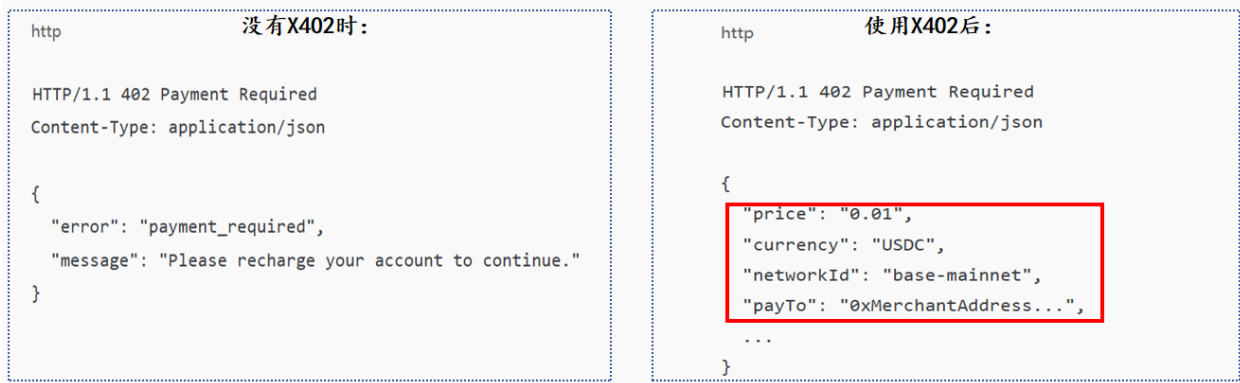 没有X402时：
http
HTTP/1.1 402 Payment Required
Content-Type: application/json
{
"error": "payment_required",
"message": "Please recharge your account to continue."
}
使用X402后：
http
HTTP/1.1 402 Payment Required
Content-Type: application/json
{
"price": "0.01",
"currency": "USDC",
"networkId": "base-mainnet",
"payTo": "0xMerchantAddress...",
...
}